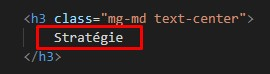 <h3 class="mg-md text-center">
Stratégie
</h3>